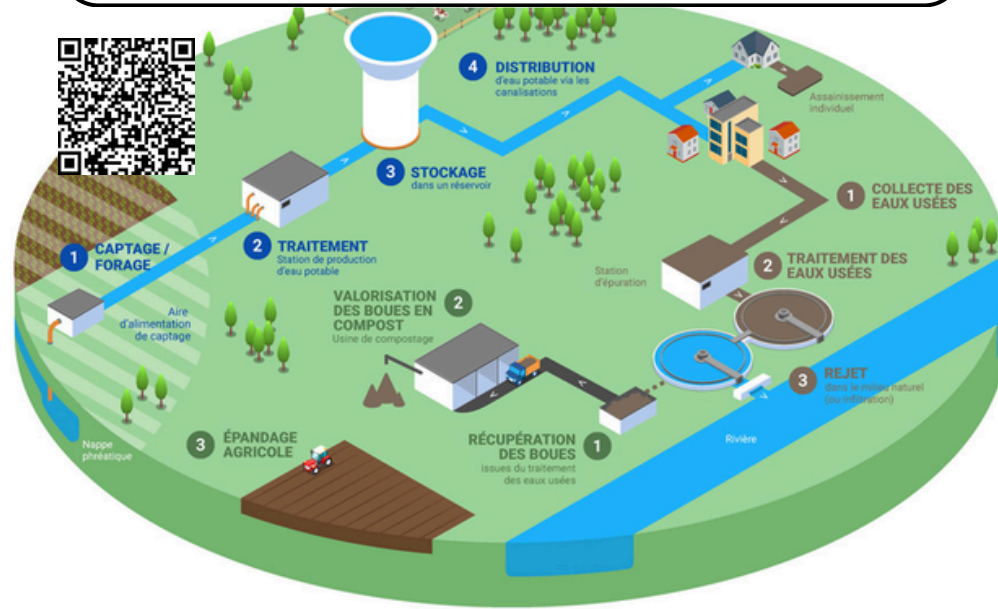 4
DISTRIBUTION
d'eau potable via les
canalisations
Assainissement
individuel
3
STOCKAGE
dans un réservoir
1
COLLECTE DES
EAUX USÉES
1
CAPTAGE /
FORAGE
2
TRAITEMENT
Station de production
d'eau potable
2
TRAITEMENT DES
EAUX USÉES
Station
d'épuration
Aire
d'alimentation
de captage
VALORISATION
DES BOUES EN
COMPOST
Usine de compostage
2
3
REJET
dans le milieu naturel
(ou infiltration)
Nappe
phréatique
3
ÉPANDAGE
AGRICOLE
RÉCUPÉRATION
DES BOUES
issues du traitement
des eaux usées
1
Rivière